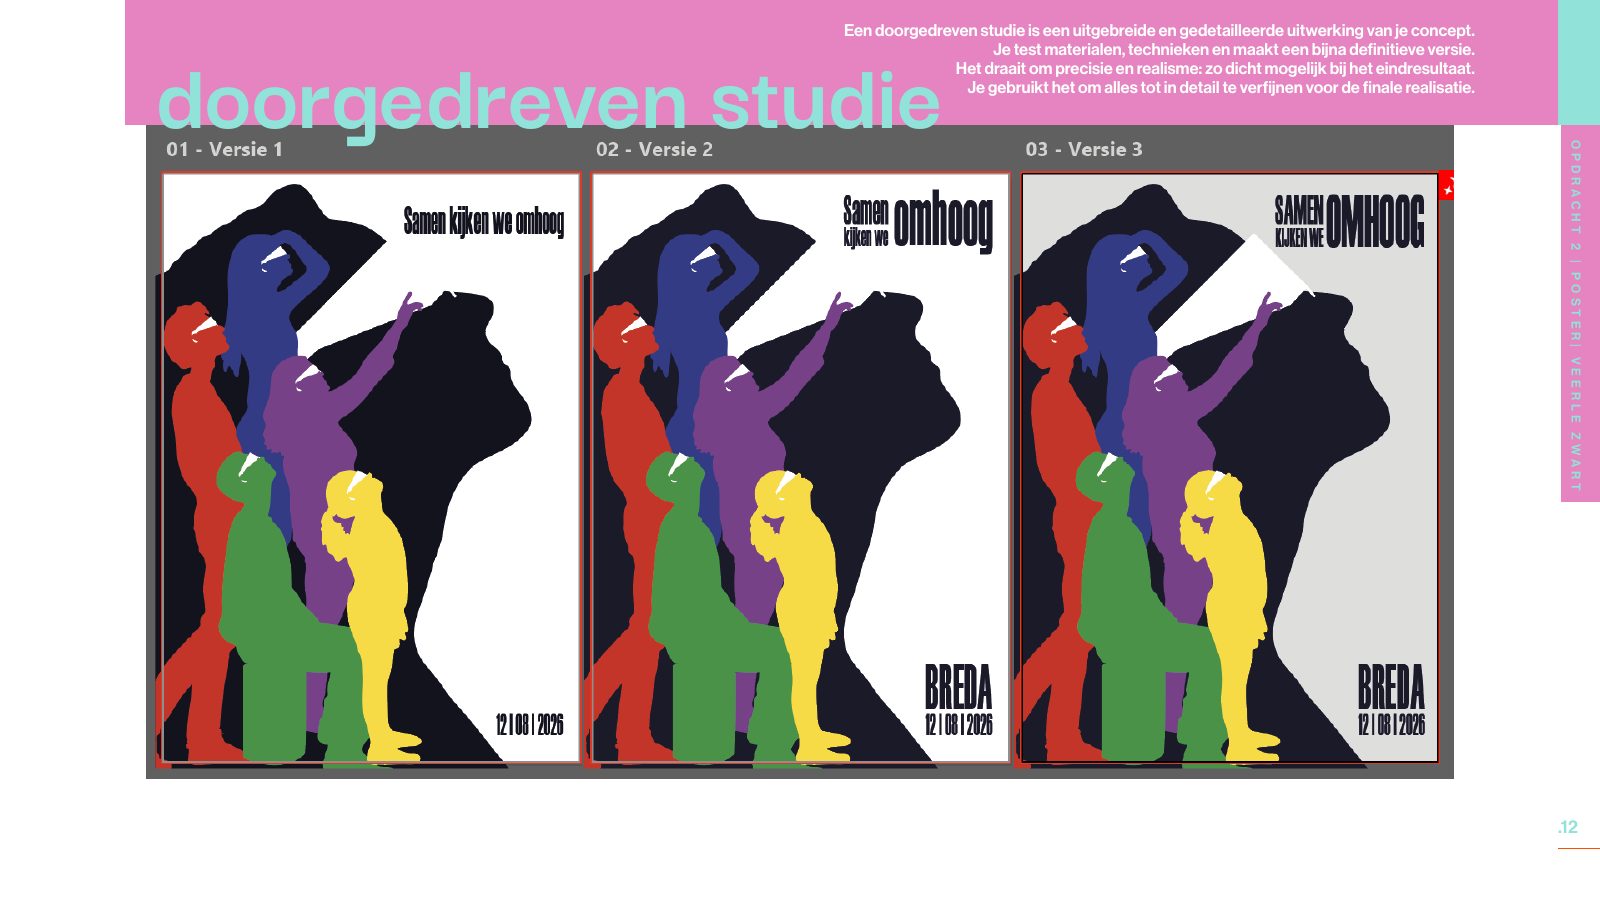 Een doorgedreven studie is een uitgebreide en gedetailleerde uitwerking van je concept.
Je test materialen, technieken en maakt een bijna definitieve versie.
Het draait om precisie en realisme: zo dicht mogelijk bij het eindresultaat.
Je gebruikt het om alles tot in detail te verfijnen voor de finale realisatie.
doorgedreven studie
01 - Versie 1
Samen kijken we omhoog
12 | 08 | 2026
02 - Versie 2
Samen
kijken we
omhoog
BREDA
12 | 08 | 2026
03 - Versie 3
SAMEN
KIJKEN WE
OMHOOG
BREDA
12 | 08 | 2026
OPDRACHT 2 | POSTER| VEERLE ZWART
.12